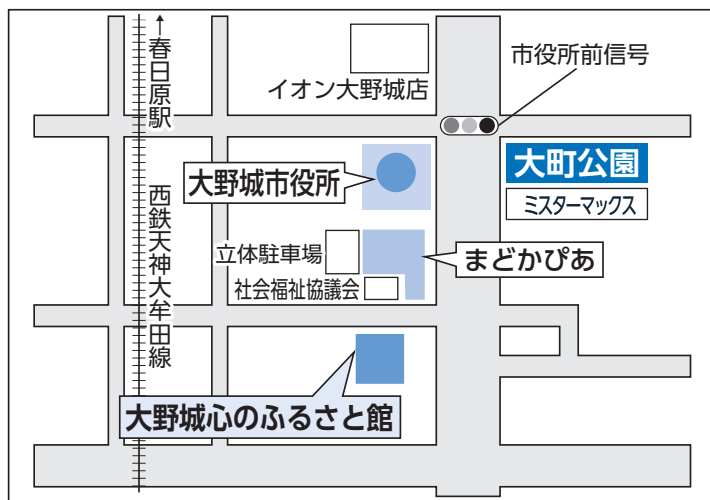 ↑春日原駅
イオン大野城店
市役所前信号
大町公園
大野城市役所
ミスターマックス
西鉄天神大牟田線
立体駐車場
まどかぴあ
社会福祉協議会
大野城心のふるさと館